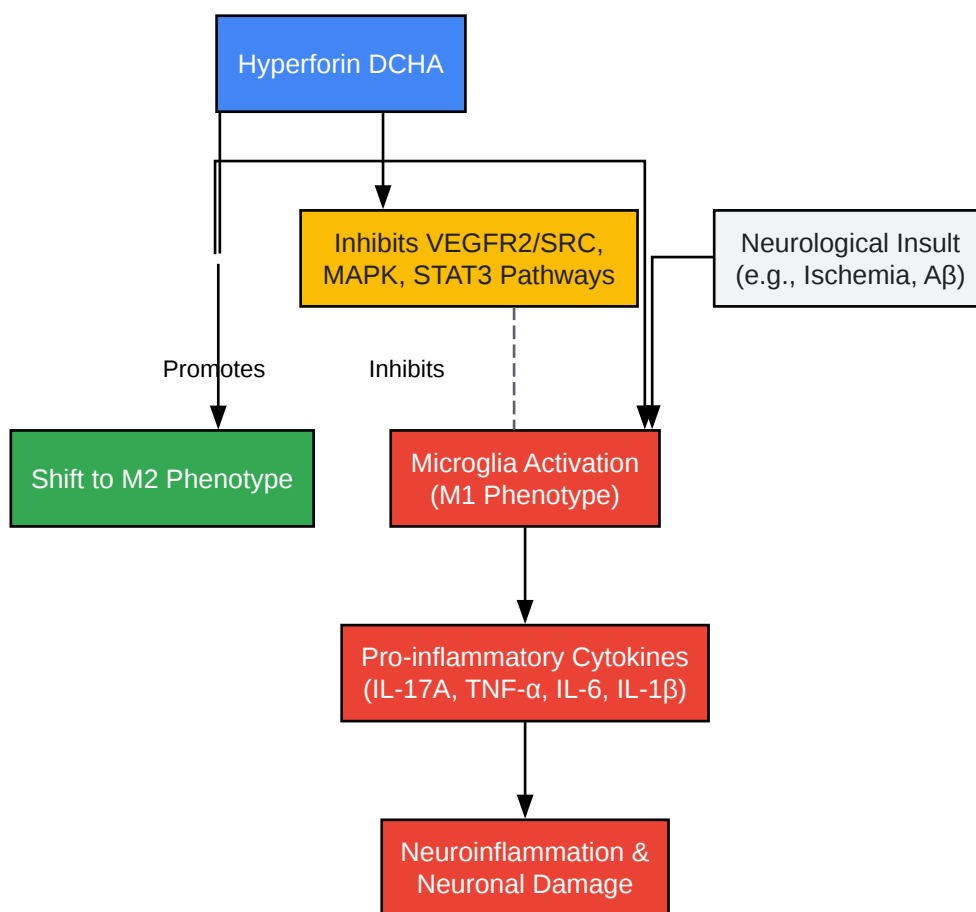 Hyperforin DCHA
Inhibits VEGFR2/SRC,
MAPK, STAT3 Pathways
Neurological Insult
(e.g., Ischemia, Aβ)
Promotes
Inhibits
Shift to M2 Phenotype
Microglia Activation
(M1 Phenotype)
Pro-inflammatory Cytokines
(IL-17A, TNF-α, IL-6, IL-1β)
Neuroinflammation &
Neuronal Damage